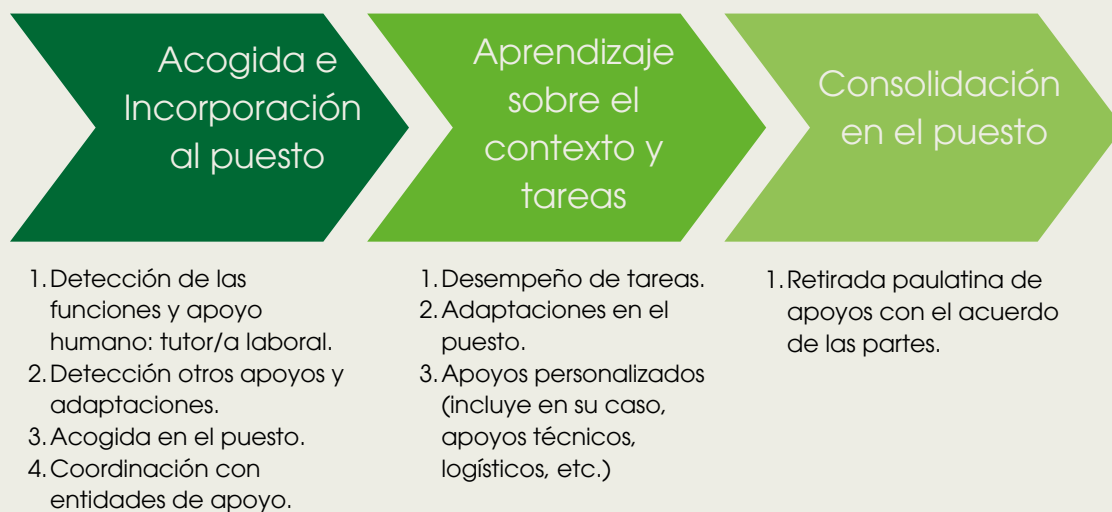 Acogida e
Incorporación
al puesto
Aprendizaje
sobre el
contexto y
tareas
Consolidación
en el puesto
1. Detección de las
funciones y apoyo
humano: tutor/a laboral.
2. Detección otros apoyos y
adaptaciones.
3. Acogida en el puesto.
4. Coordinación con
entidades de apoyo.
1. Desempeño de tareas.
2. Adaptaciones en el
puesto.
3. Apoyos personalizados
(incluye en su caso,
apoyos técnicos,
logísticos, etc.)
1. Retirada paulatina de
apoyos con el acuerdo
de las partes.